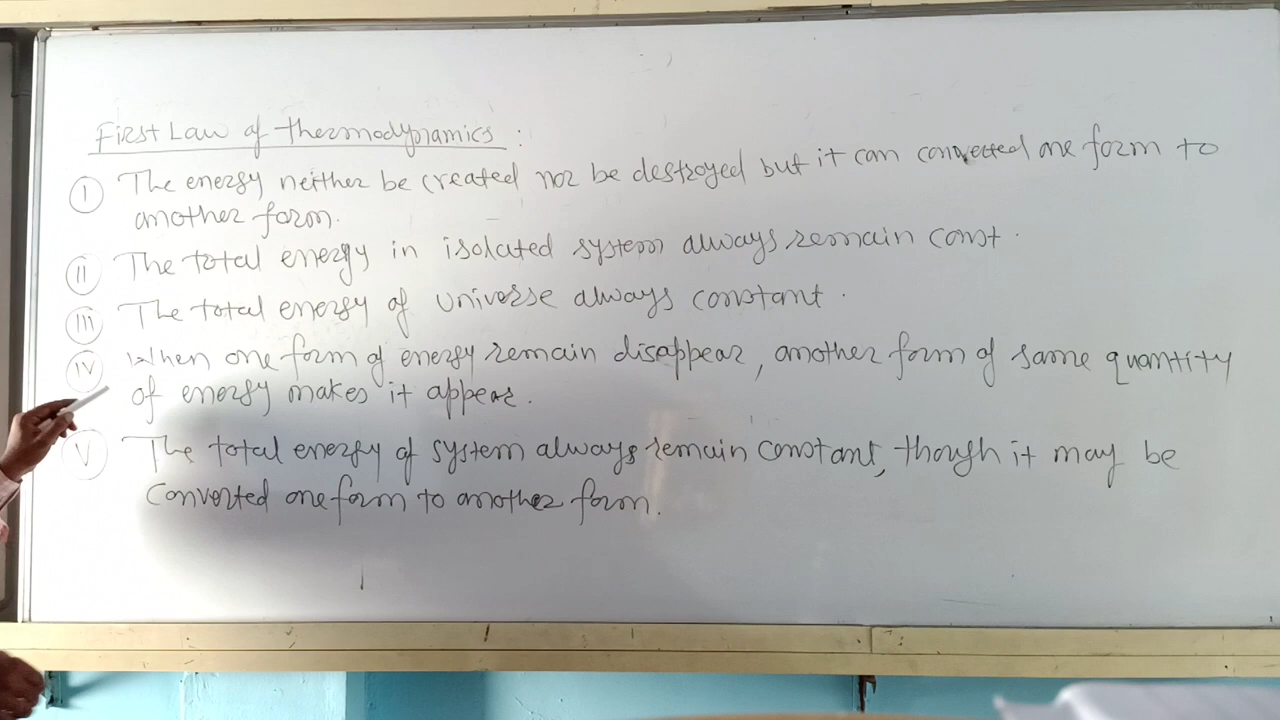 First Law of thermodynamics :
I The energy neither be created nor be destroyed but it can converted one form to
another form.
II The total energy in isolated system always remain const.
III The total energy of universe always constant.
IV When one form of energy remain disappear, another form of same quantity
of energy makes it appear.
V The total energy of system always remain constant, though it may be
converted one form to another form.